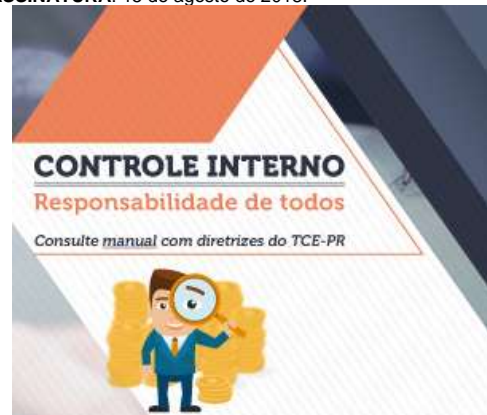 CONTROLE INTERNO
Responsabilidade de todos
Consulte manual com diretrizes do TCE-PR